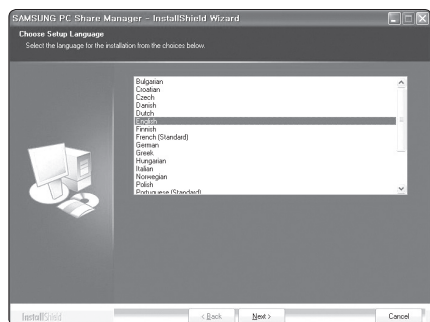 SAMSUNG PC Share Manager - InstallShield Wizard
Choose Setup Language
Select the language for the installation from the choices below.
Bulgarian
Croatian
Czech
Danish
Dutch
English
Finnish
French (Standard)
German
Greek
Hungarian
Italian
Norwegian
Polish
Portuguese (Standard)
InstallShield
< Back
Next >
Cancel